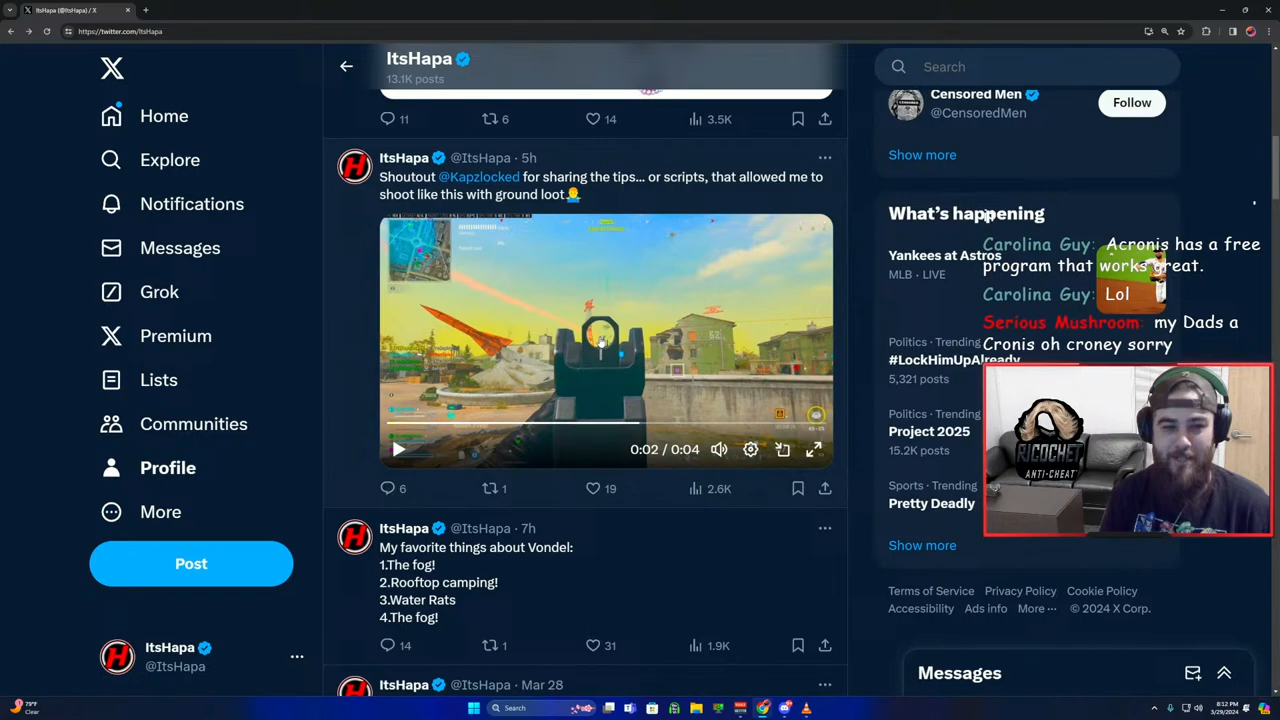 ItsHapa (@ItsHapa) / X
https://twitter.com/ItsHapa
Home
Explore
Notifications
Messages
Grok
Premium
Lists
Communities
Profile
More
Post
ItsHapa
@ItsHapa
ItsHapa
13.1K posts
11
6
14
3.5K
ItsHapa @ItsHapa · 5h
Shoutout @Kapzlocked for sharing the tips... or scripts, that allowed me to
shoot like this with ground loot
0:02 / 0:04
6
1
19
2.6K
ItsHapa @ItsHapa · 7h
My favorite things about Vondel:
1.The fog!
2.Rooftop camping!
3.Water Rats
4.The fog!
14
1
31
1.9K
ItsHapa @ItsHapa · Mar 28
Search
Censored Men
@CensoredMen
Follow
Show more
What's happening
Yankees at Astros
MLB · LIVE
Politics · Trending
#LockHimUpAlready
5,321 posts
Politics · Trending
Project 2025
15.2K posts
Sports · Trending
Pretty Deadly
Show more
Carolina Guy: Acronis has a free
program that works great.
Carolina Guy: Lol
Serious Mushroom: my Dads a
Cronis oh croney sorry
RICOCHET
ANTI-CHEAT
Terms of Service Privacy Policy Cookie Policy
Accessibility Ads info More ··· © 2024 X Corp.
Messages
79°F
Clear
Search
8:12 PM
3/29/2024